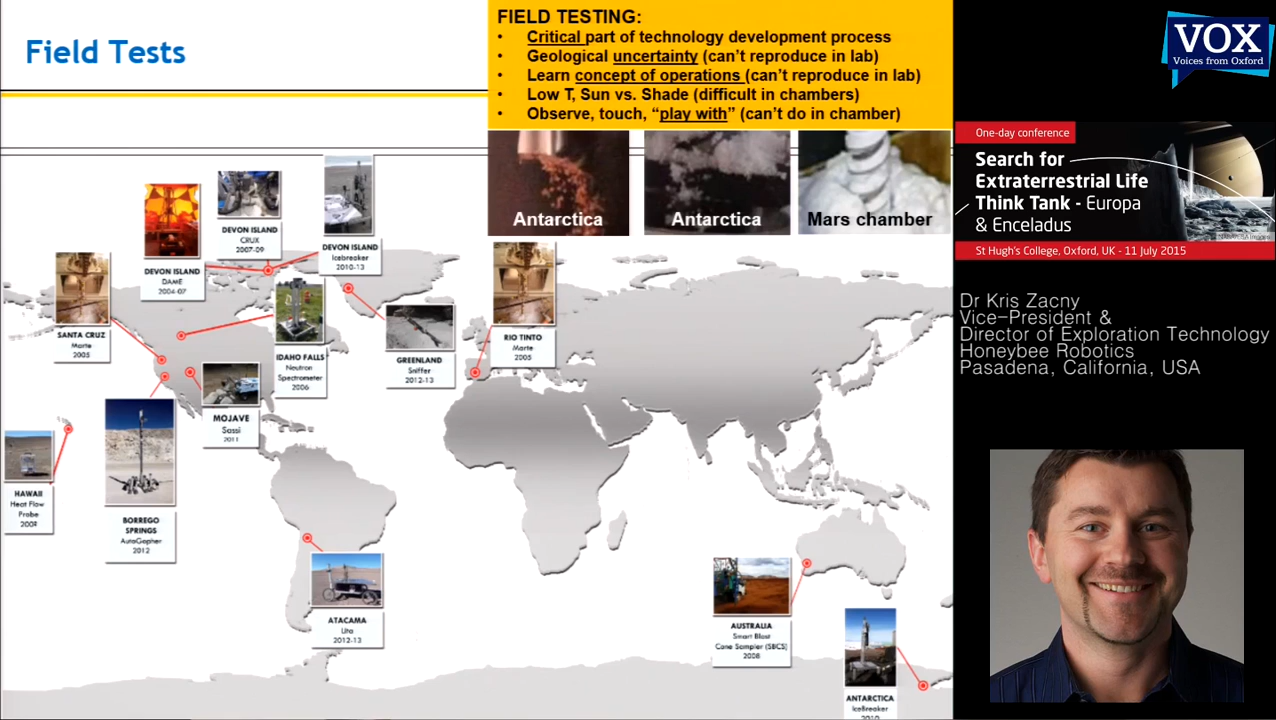 Field Tests
FIELD TESTING:
• Critical part of technology development process
• Geological uncertainty (can't reproduce in lab)
• Learn concept of operations (can't reproduce in lab)
• Low T, Sun vs. Shade (difficult in chambers)
• Observe, touch, “play with” (can't do in chamber)
Antarctica
Antarctica
Mars chamber
DEVON ISLAND
CRUX
2007-09
DEVON ISLAND
Icebreaker
2010-13
DEVON ISLAND
DAME
2004-07
SANTA CRUZ
Marte
2005
IDAHO FALLS
Neutron
Spectrometer
2006
GREENLAND
Sniffer
2012-13
RIO TINTO
Marte
2005
MOJAVE
Sassi
2011
HAWAII
Heat Flow
Probe
BORREGO
SPRINGS
AutoGopher
2012
ATACAMA
Lita
2012-13
AUSTRALIA
Smart Blast
Cone Sampler (SBCS)
2008
ANTARCTICA
IceBreaker
2010
VOX
Voices from Oxford
One-day conference
Search for
Extraterrestrial Life
Think Tank - Europa
& Enceladus
St Hugh's College, Oxford, UK - 11 July 2015
Dr Kris Zacny
Vice-President &
Director of Exploration Technology
Honeybee Robotics
Pasadena, California, USA